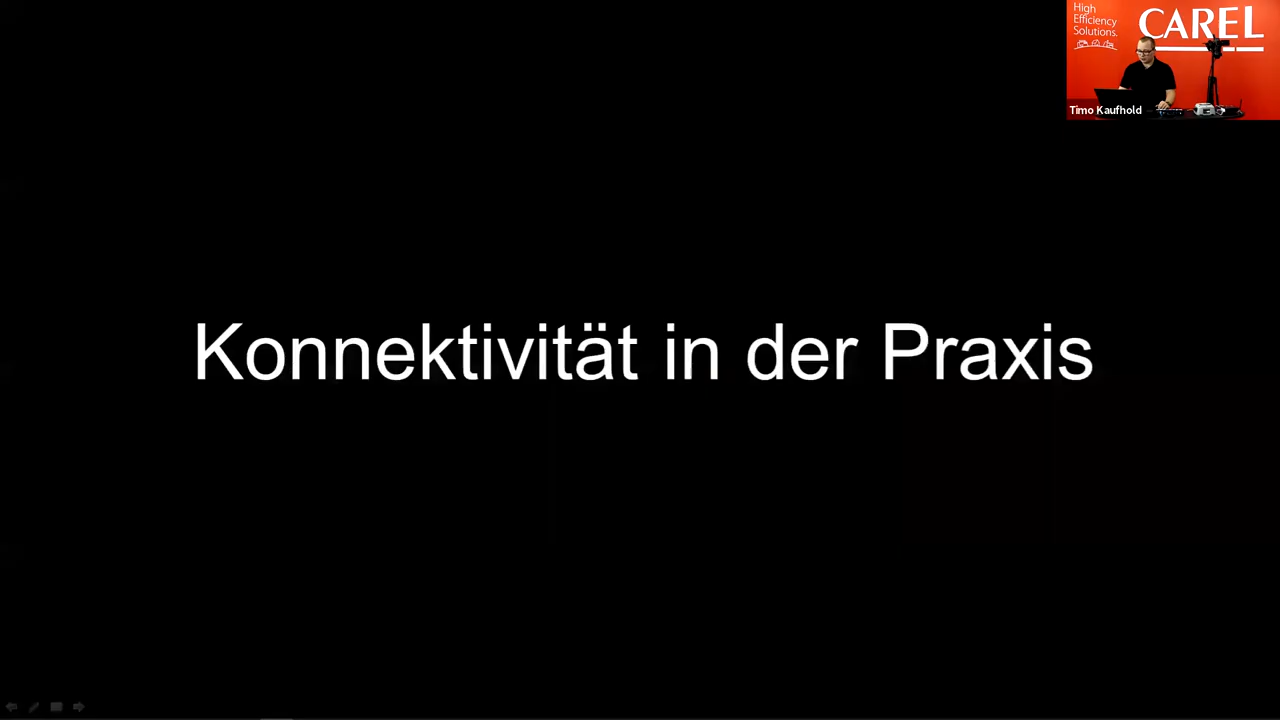 High
Efficiency
Solutions.
CAREL
Timo Kaufhold
Konnektivität in der Praxis